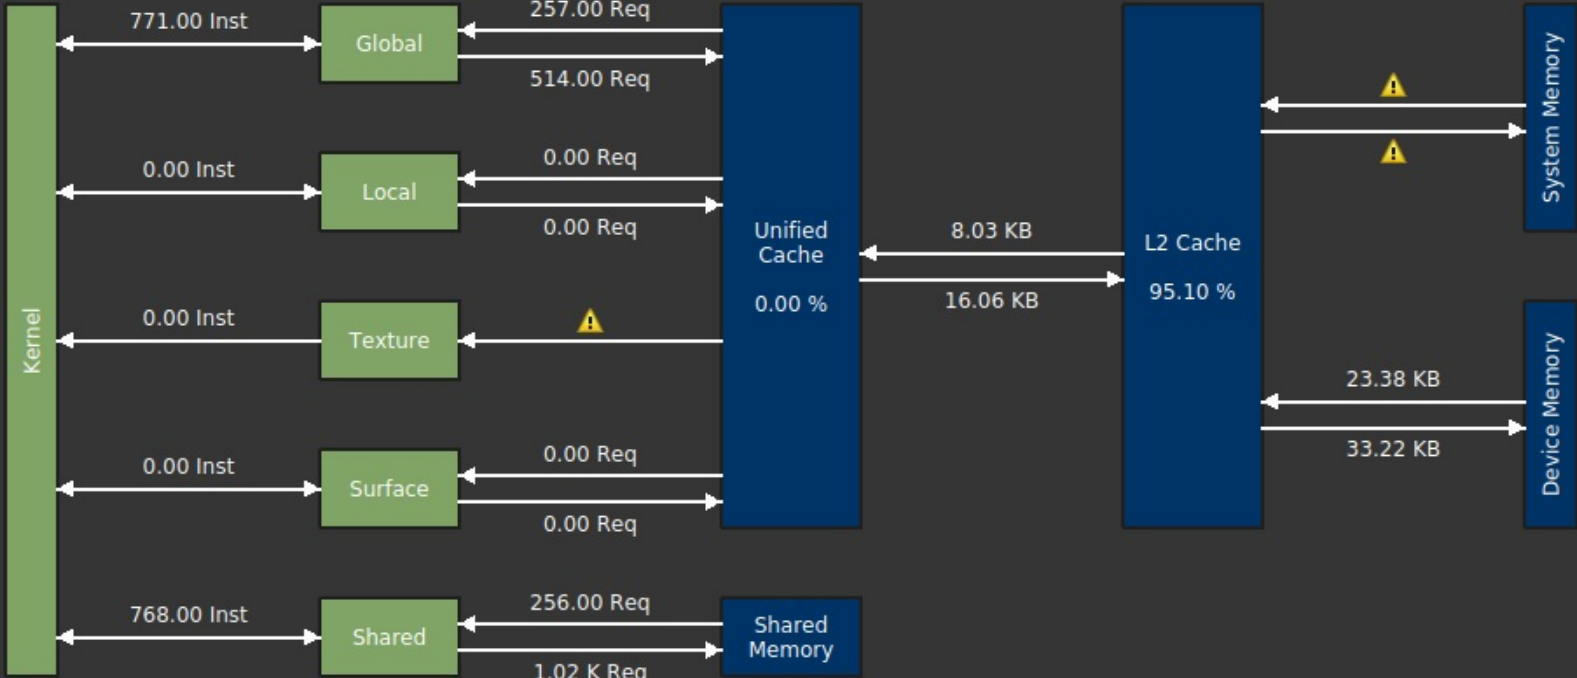 771.00 Inst
Global
257.00 Req
514.00 Req
0.00 Inst
Local
0.00 Req
0.00 Req
0.00 Inst
Texture
0.00 Inst
Surface
0.00 Req
0.00 Req
768.00 Inst
Shared
256.00 Req
1.02 K Req
Kernel
Unified
Cache
0.00 %
Shared
Memory
8.03 KB
16.06 KB
L2 Cache
95.10 %
23.38 KB
33.22 KB
System Memory
Device Memory